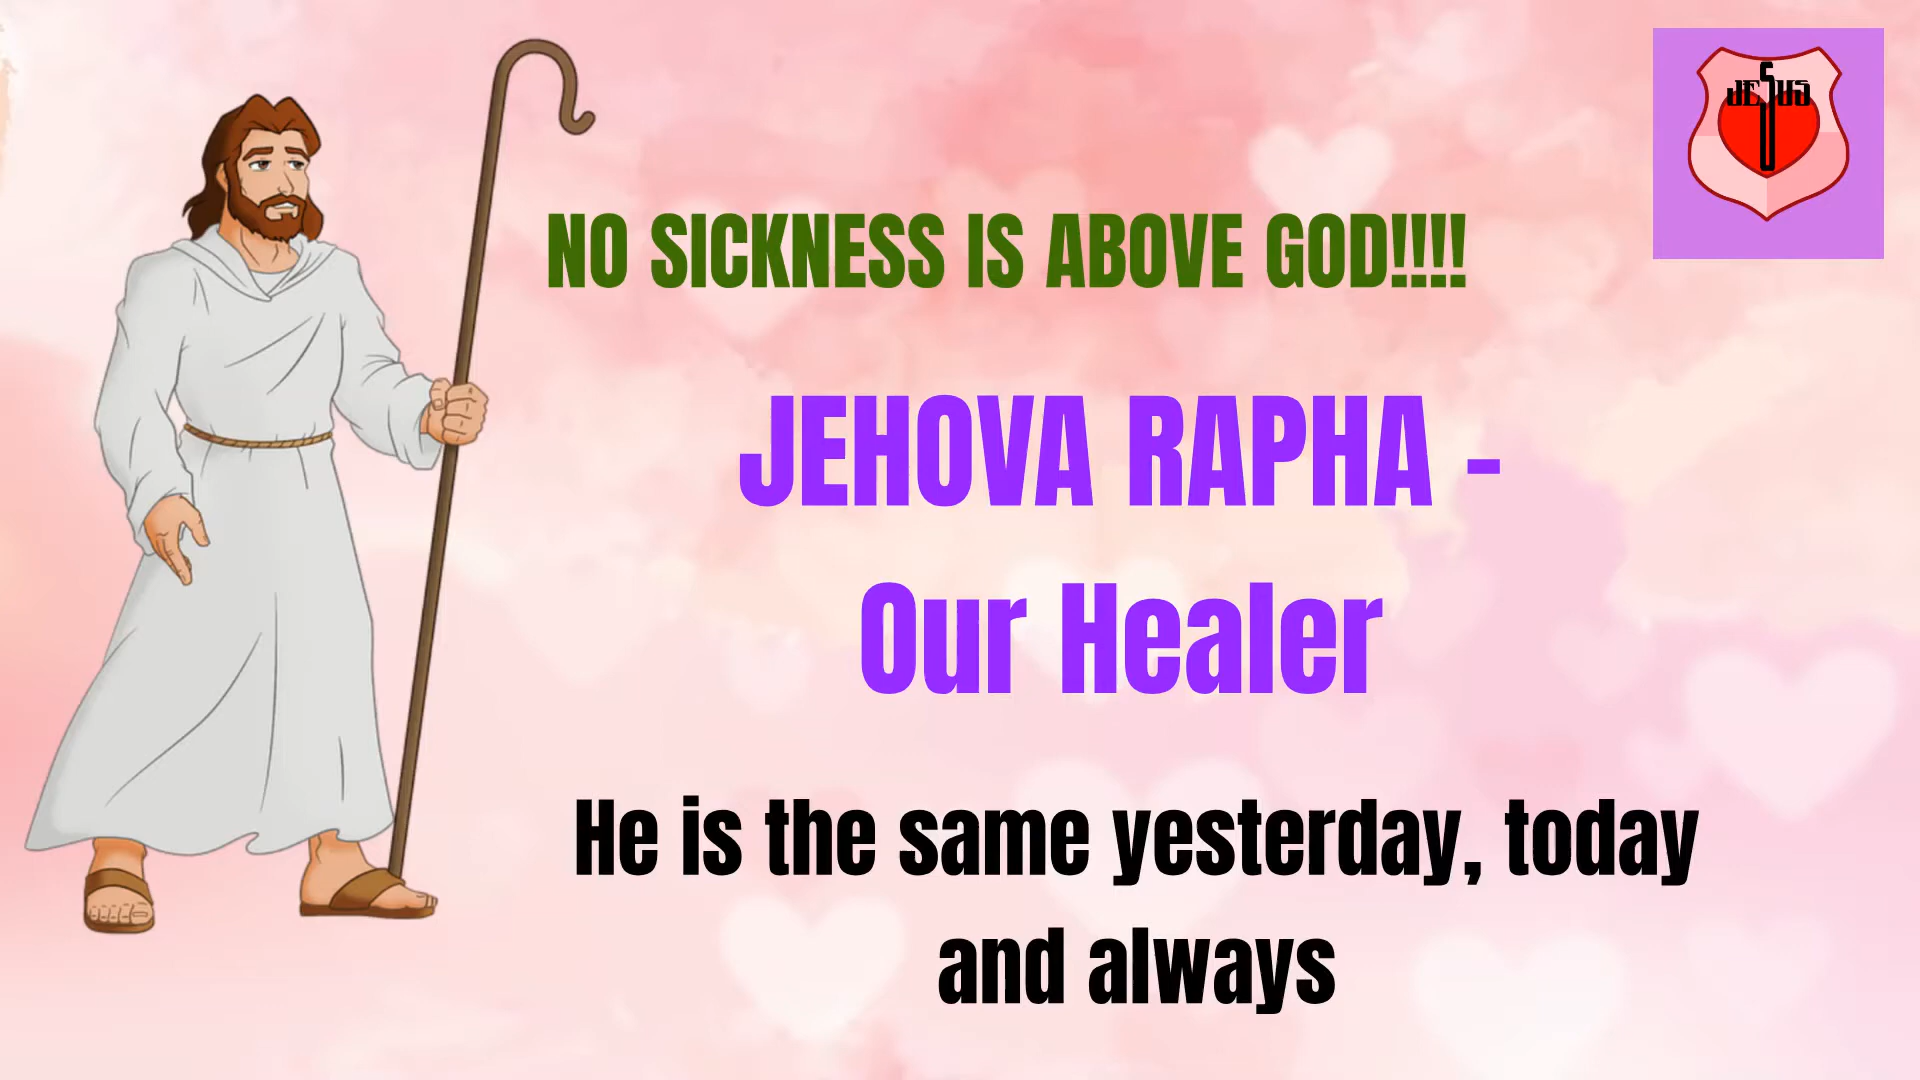 JESUS
NO SICKNESS IS ABOVE GOD!!!!
JEHOVA RAPHA -
Our Healer
He is the same yesterday, today
and always